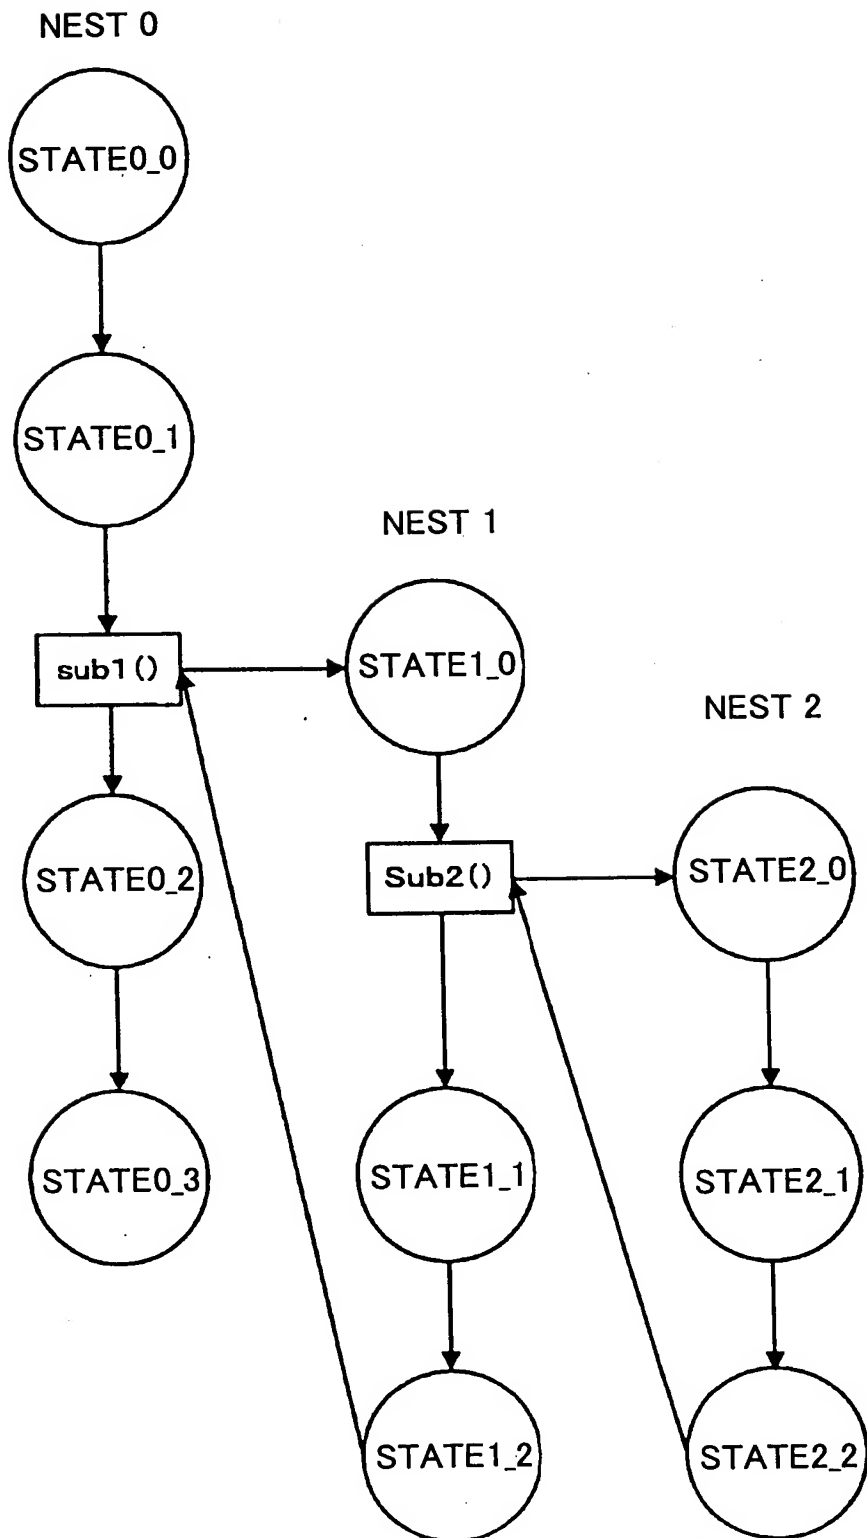 NEST 0
STATE0_0
STATE0_1
sub1()
STATE0_2
STATE0_3
NEST 1
STATE1_0
Sub2()
STATE1_1
STATE1_2
NEST 2
STATE2_0
STATE2_1
STATE2_2